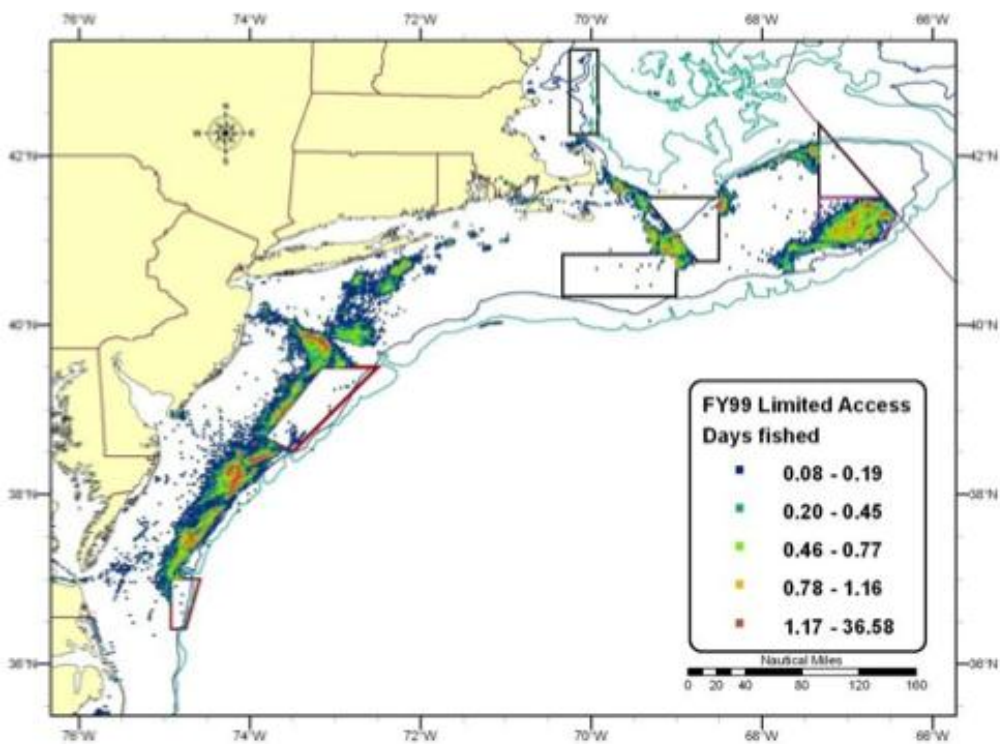 76°W 74°W 72°W 70°W 68°W 66°W
42°N 42°N
40°N 40°N
38°N 38°N
36°N 36°N
FY99 Limited Access
Days fished
0.08 - 0.19
0.20 - 0.45
0.46 - 0.77
0.78 - 1.16
1.17 - 36.58
Nautical Miles
0 20 40 80 120 160
76°W 74°W 72°W 70°W 68°W 66°W